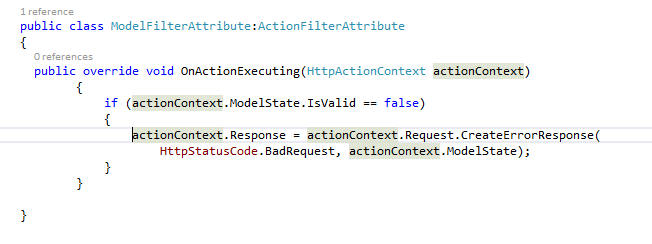 1 reference
public class ModelFilterAttribute:ActionFilterAttribute
{
0 references
public override void OnActionExecuting(HttpActionContext actionContext)
{
if (actionContext.ModelState.IsValid == false)
{
actionContext.Response = actionContext.Request.CreateErrorResponse(
HttpStatusCode.BadRequest, actionContext.ModelState);
}
}
}